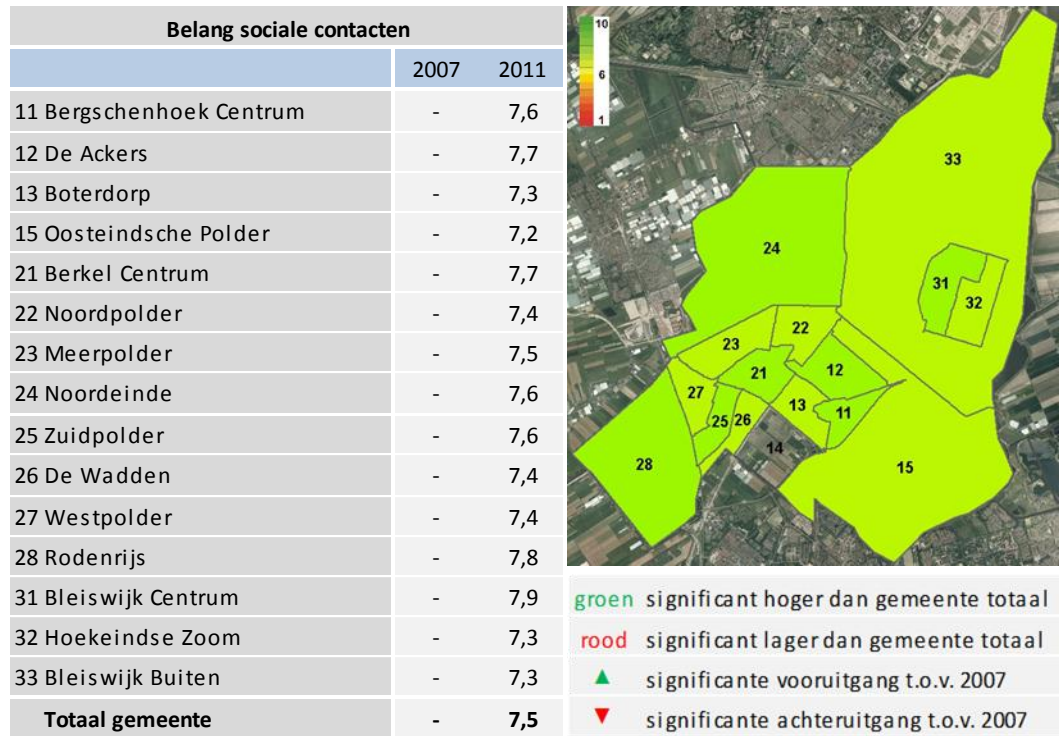 Belang sociale contacten
2007 2011
11 Bergschenhoek Centrum - 7,6
12 De Ackers - 7,7
13 Boterdorp - 7,3
15 Oosteindsche Polder - 7,2
21 Berkel Centrum - 7,7
22 Noordpolder - 7,4
23 Meerpolder - 7,5
24 Noordeinde - 7,6
25 Zuidpolder - 7,6
26 De Wadden - 7,4
27 Westpolder - 7,4
28 Rodenrijs - 7,8
31 Bleiswijk Centrum - 7,9
32 Hoekeindse Zoom - 7,3
33 Bleiswijk Buiten - 7,3
Totaal gemeente - 7,5
10
6
1
33
24
31
32
22
23
21
12
27
13
11
25
26
14
28
15
groen significant hoger dan gemeente totaal
rood significant lager dan gemeente totaal
▲ significante vooruitgang t.o.v. 2007
▼ significante achteruitgang t.o.v. 2007